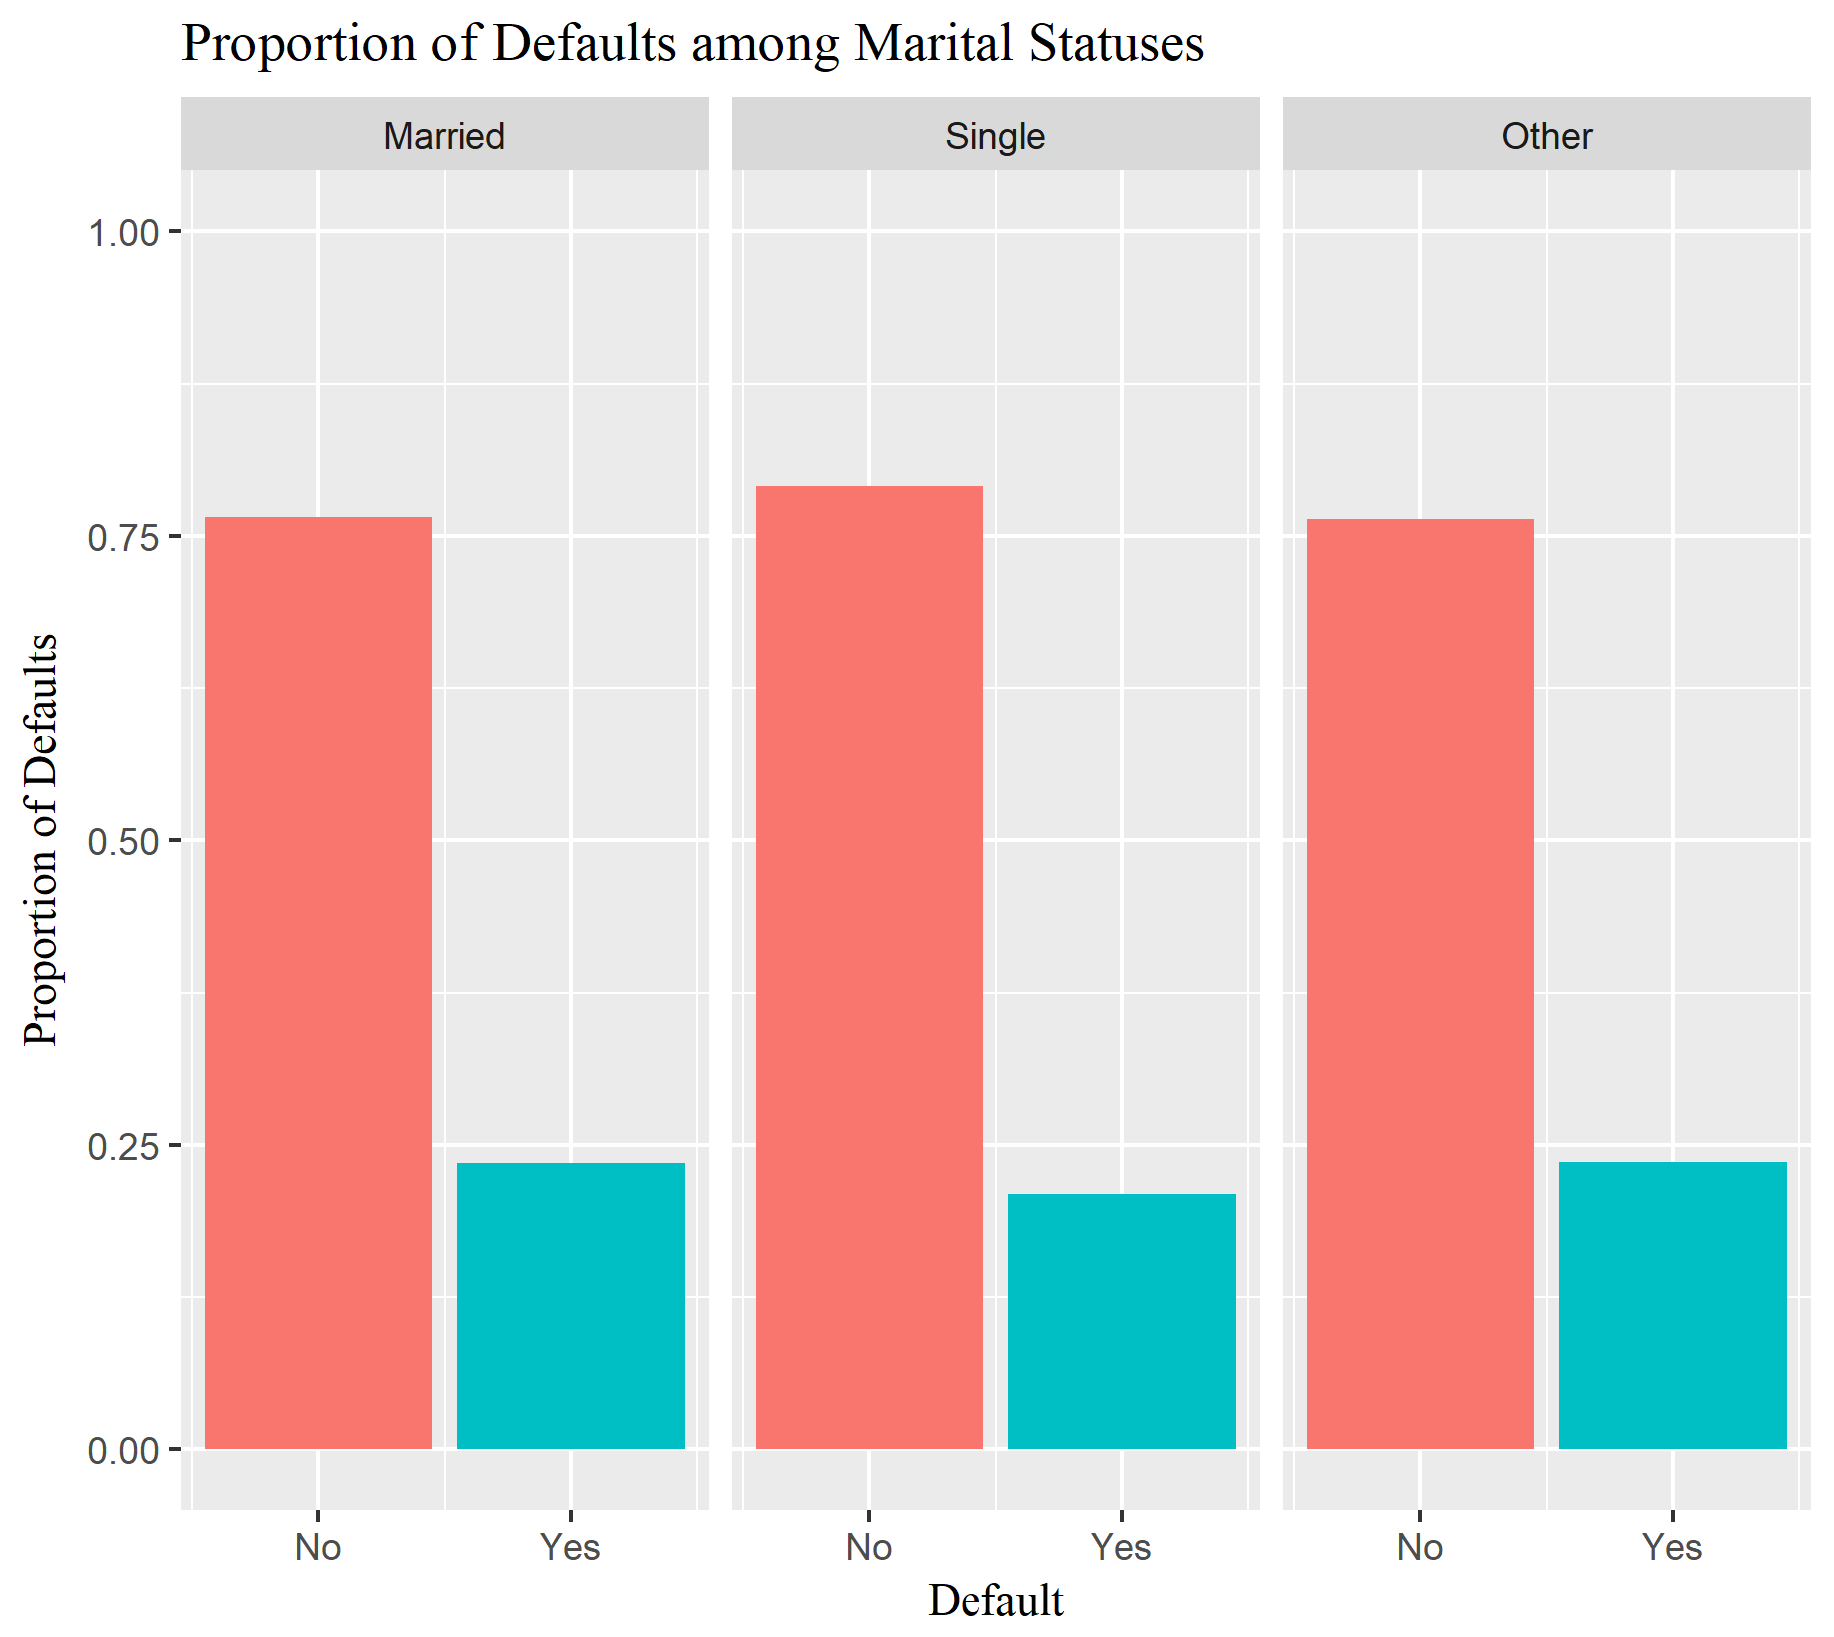 Proportion of Defaults among Marital Statuses
Married Single Other
1.00
0.75
0.50
0.25
0.00
Proportion of Defaults
No Yes No Yes No Yes
Default